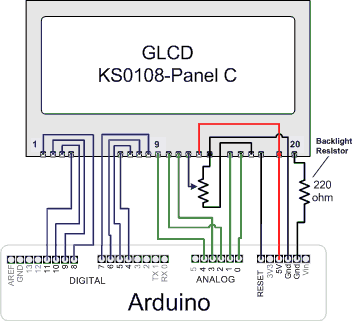 GLCD
KS0108-Panel C
1 9 20
Backlight
Resistor
220
ohm
AREF GND 13 12 11 10 9 8 7 6 5 4 3 2 TX 1 RX 0 5 4 3 2 1 0 RESET 3V3 5V Gnd Gnd Vin
DIGITAL ANALOG
Arduino